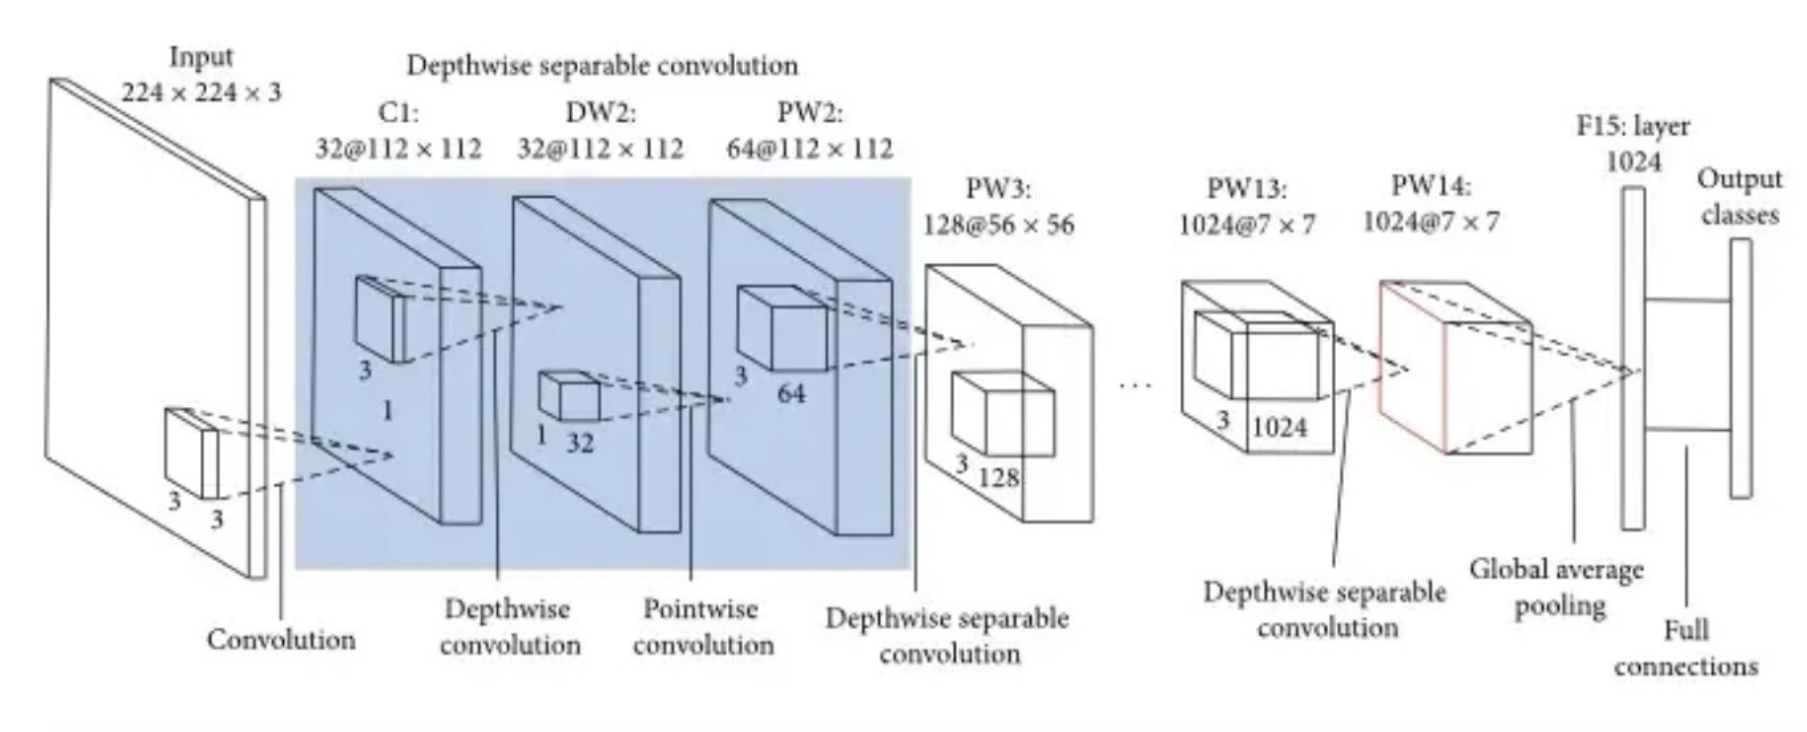 Input
224 × 224 × 3
Depthwise separable convolution
C1:
32@112 × 112
DW2:
32@112 × 112
PW2:
64@112 × 112
PW3:
128@56 × 56
PW13:
1024@7 × 7
PW14:
1024@7 × 7
F15: layer
1024
Output
classes
3
3
3
1
1
32
3
64
3
128
...
3
1024
Convolution
Depthwise
convolution
Pointwise
convolution
Depthwise separable
convolution
Depthwise separable
convolution
Global average
pooling
Full
connections